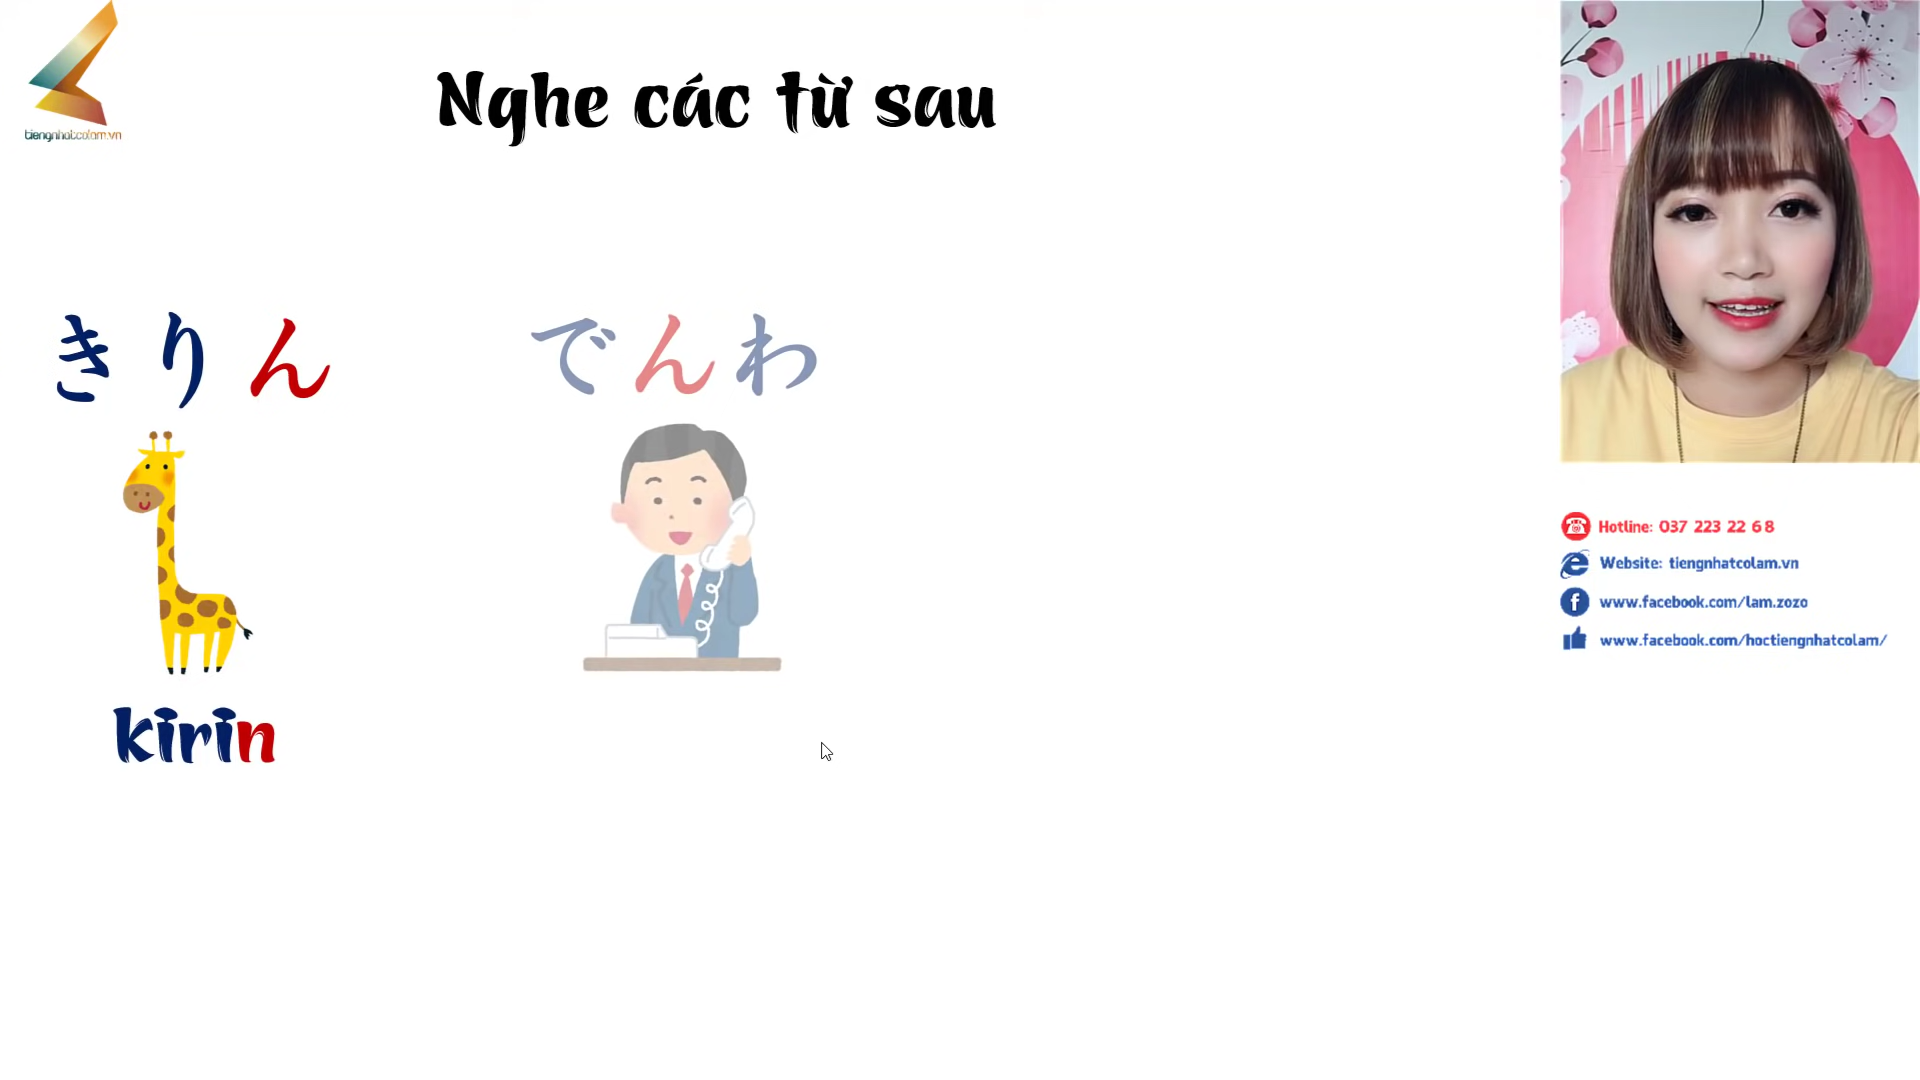 tiengnhatcolam.vn
Nghe các từ sau
きりん
でんわ
kirin
Hotline: 037 223 22 68
Website: tiengnhatcolam.vn
www.facebook.com/lam.zozo
www.facebook.com/hoctiengnhatcolam/